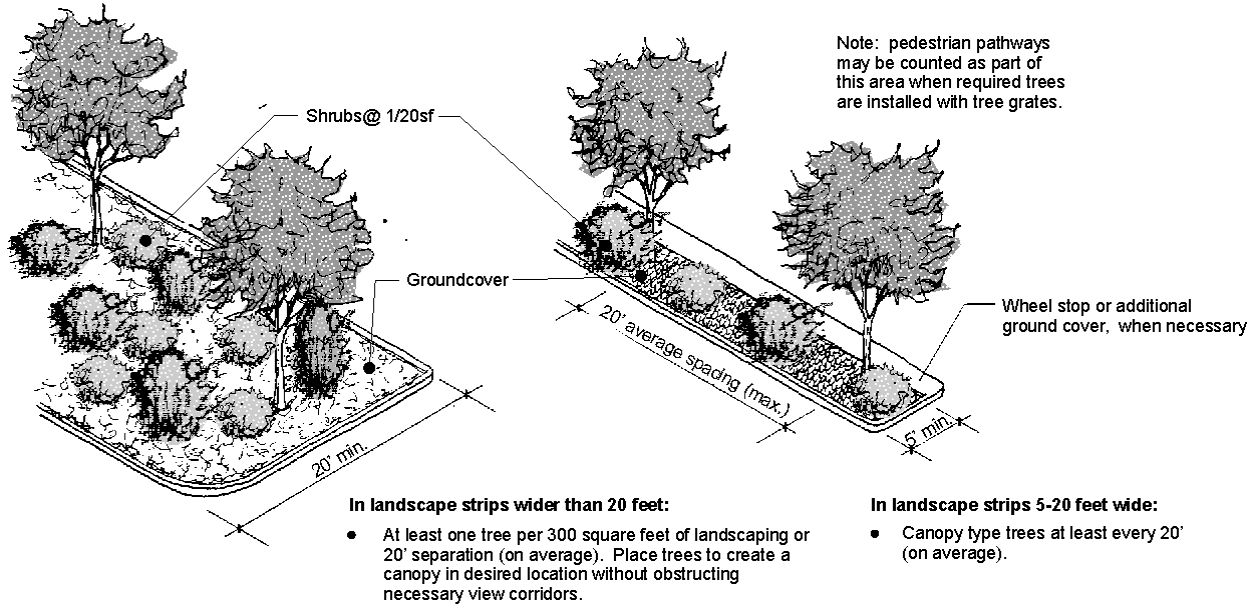 Note: pedestrian pathways
may be counted as part of
this area when required trees
are installed with tree grates.
Shrubs@ 1/20sf
Groundcover
Wheel stop or additional
ground cover, when necessary
20' average spacing (max.)
5' min.
20' min.
In landscape strips wider than 20 feet:
● At least one tree per 300 square feet of landscaping or
20' separation (on average). Place trees to create a
canopy in desired location without obstructing
necessary view corridors.
In landscape strips 5-20 feet wide:
● Canopy type trees at least every 20'
(on average).